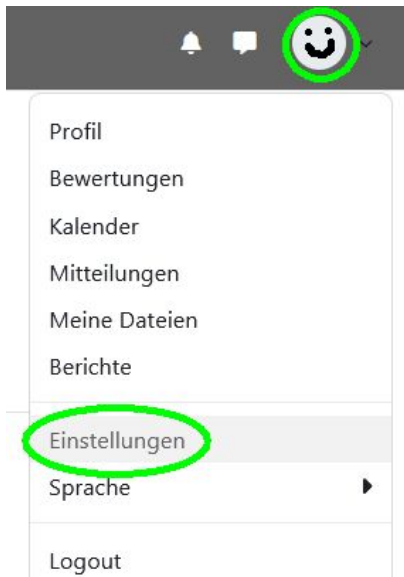 Profil
Bewertungen
Kalender
Mitteilungen
Meine Dateien
Berichte
Einstellungen
Sprache
Logout